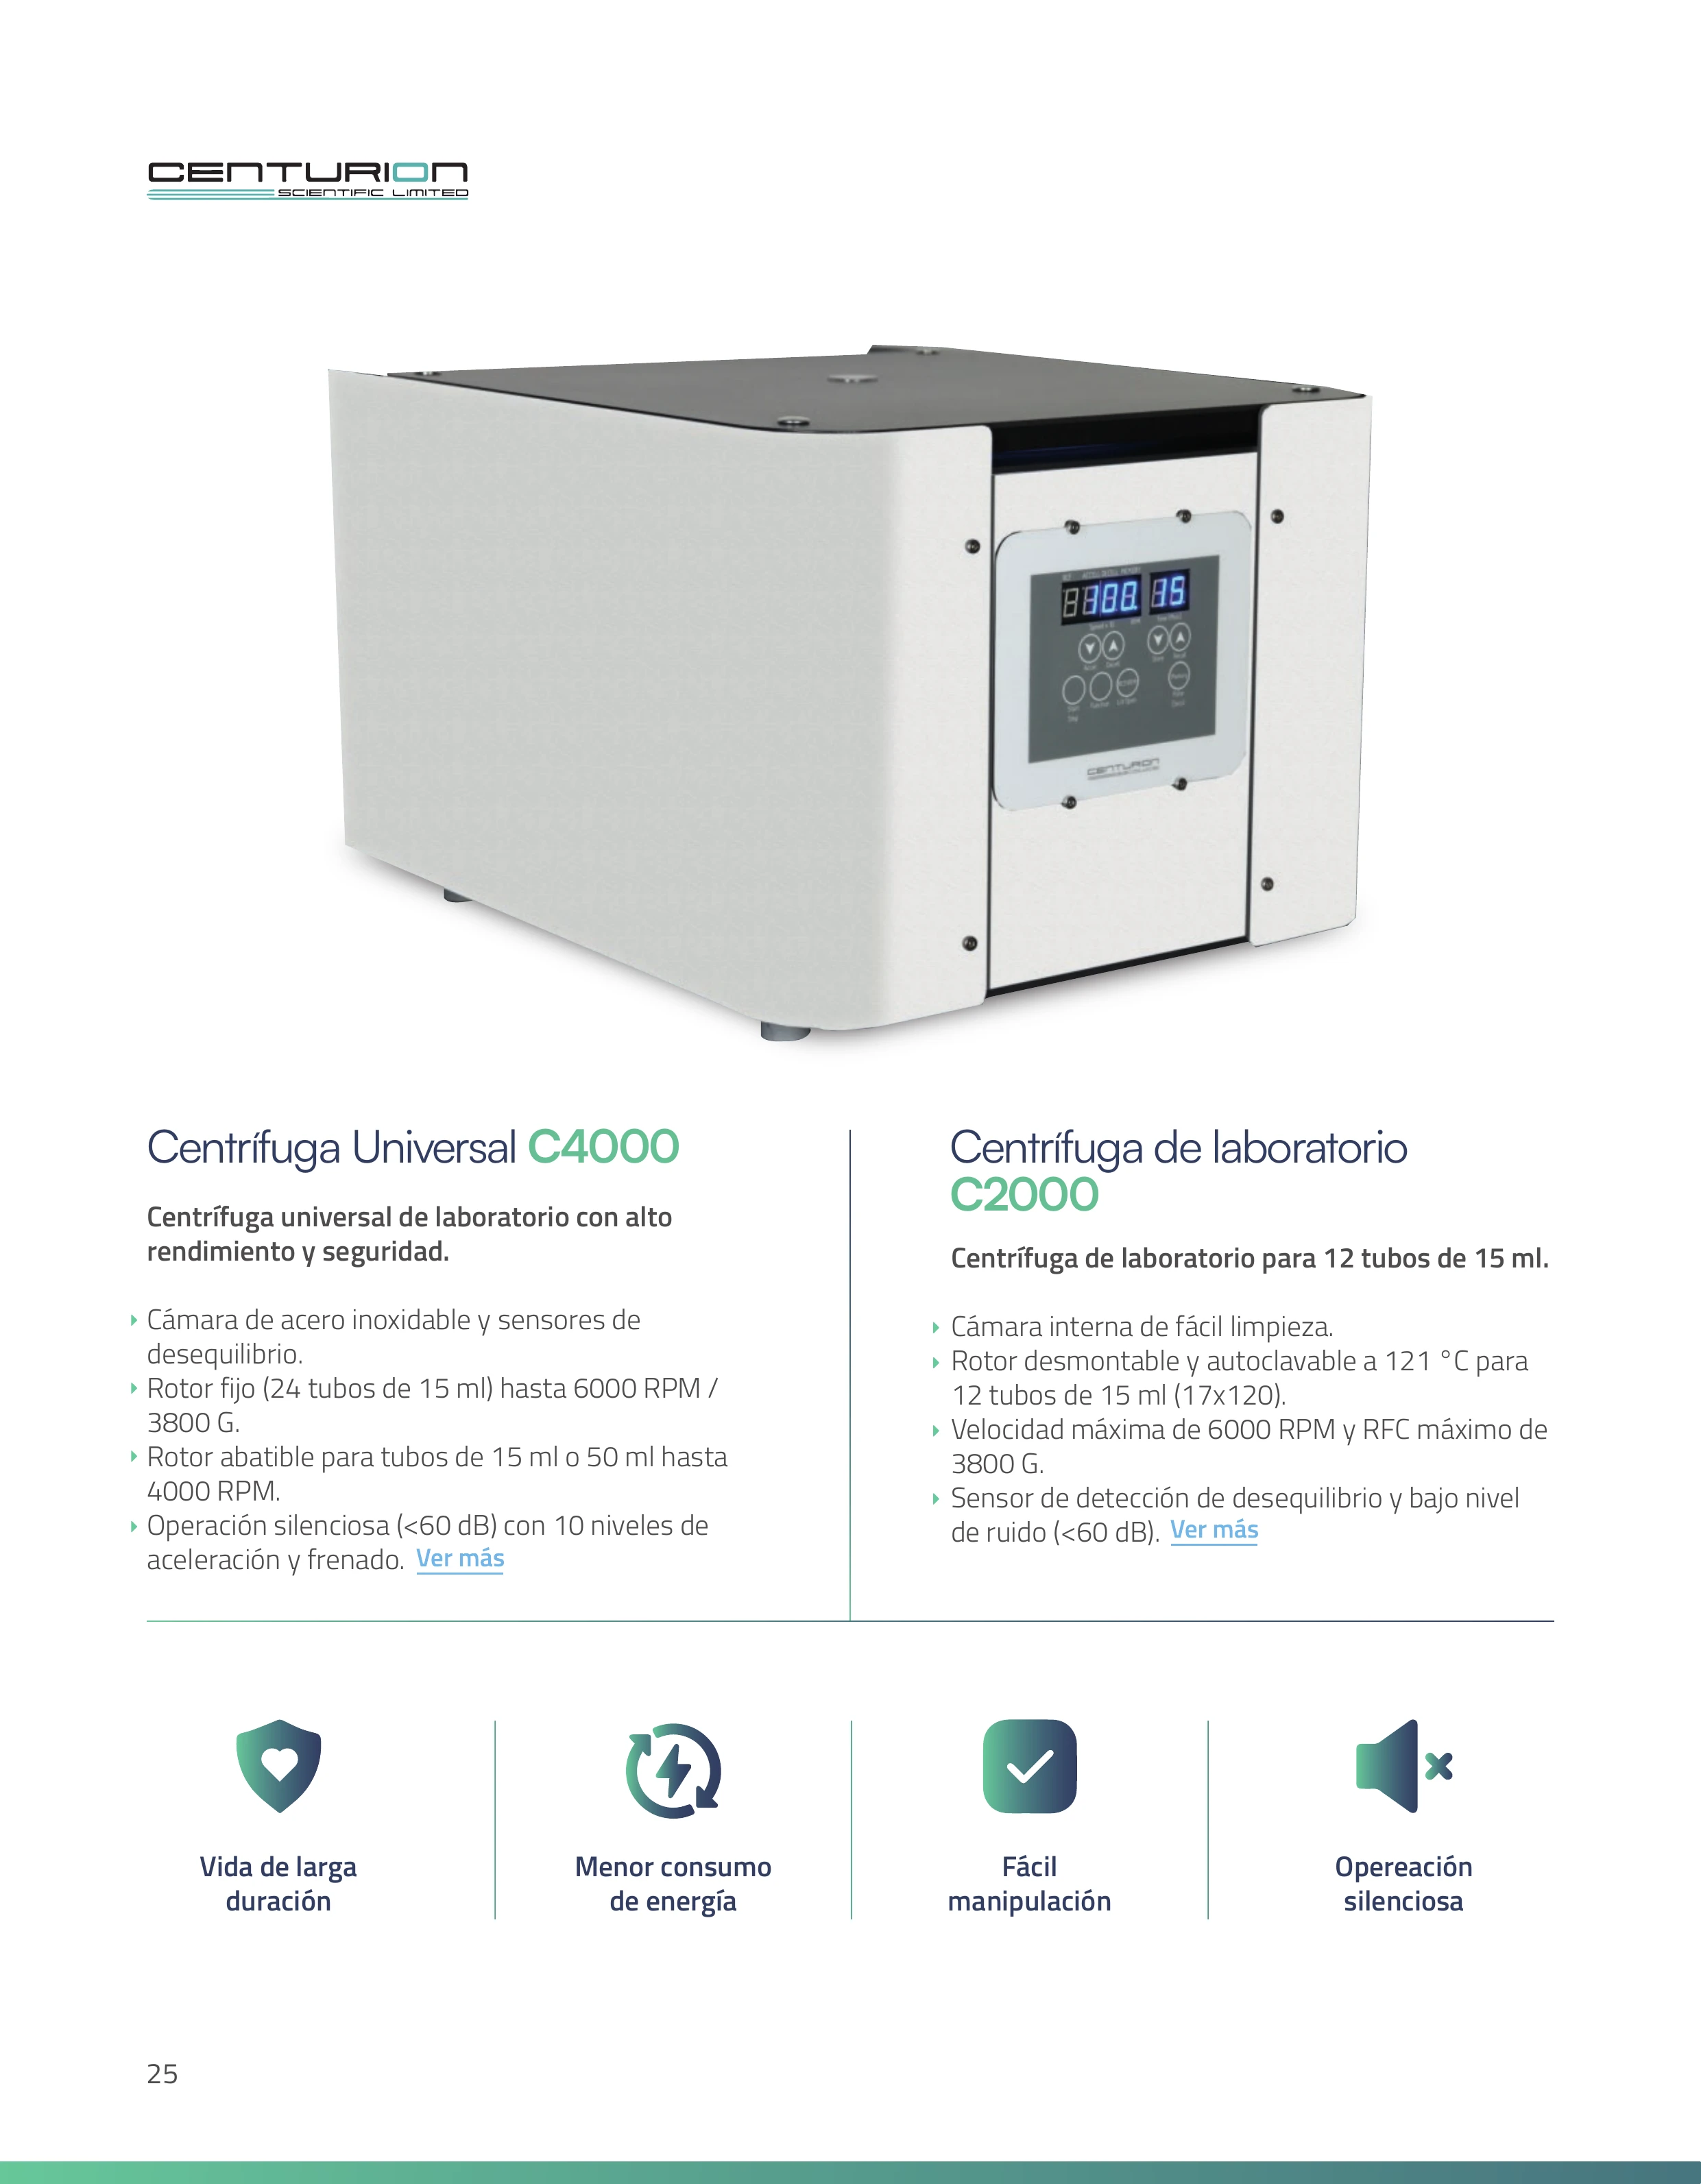 CENTURION
SCIENTIFIC LIMITED
100 15
CENTURION
Centrífuga Universal C4000
Centrífuga universal de laboratorio con alto
rendimiento y seguridad.
Cámara de acero inoxidable y sensores de
desequilibrio.
Rotor fijo (24 tubos de 15 ml) hasta 6000 RPM /
3800 G.
Rotor abatible para tubos de 15 ml o 50 ml hasta
4000 RPM.
Operación silenciosa (<60 dB) con 10 niveles de
aceleración y frenado. Ver más
Centrífuga de laboratorio
C2000
Centrífuga de laboratorio para 12 tubos de 15 ml.
Cámara interna de fácil limpieza.
Rotor desmontable y autoclavable a 121 °C para
12 tubos de 15 ml (17x120).
Velocidad máxima de 6000 RPM y RFC máximo de
3800 G.
Sensor de detección de desequilibrio y bajo nivel
de ruido (<60 dB). Ver más
Vida de larga
duración
Menor consumo
de energía
Fácil
manipulación
Opereación
silenciosa
25